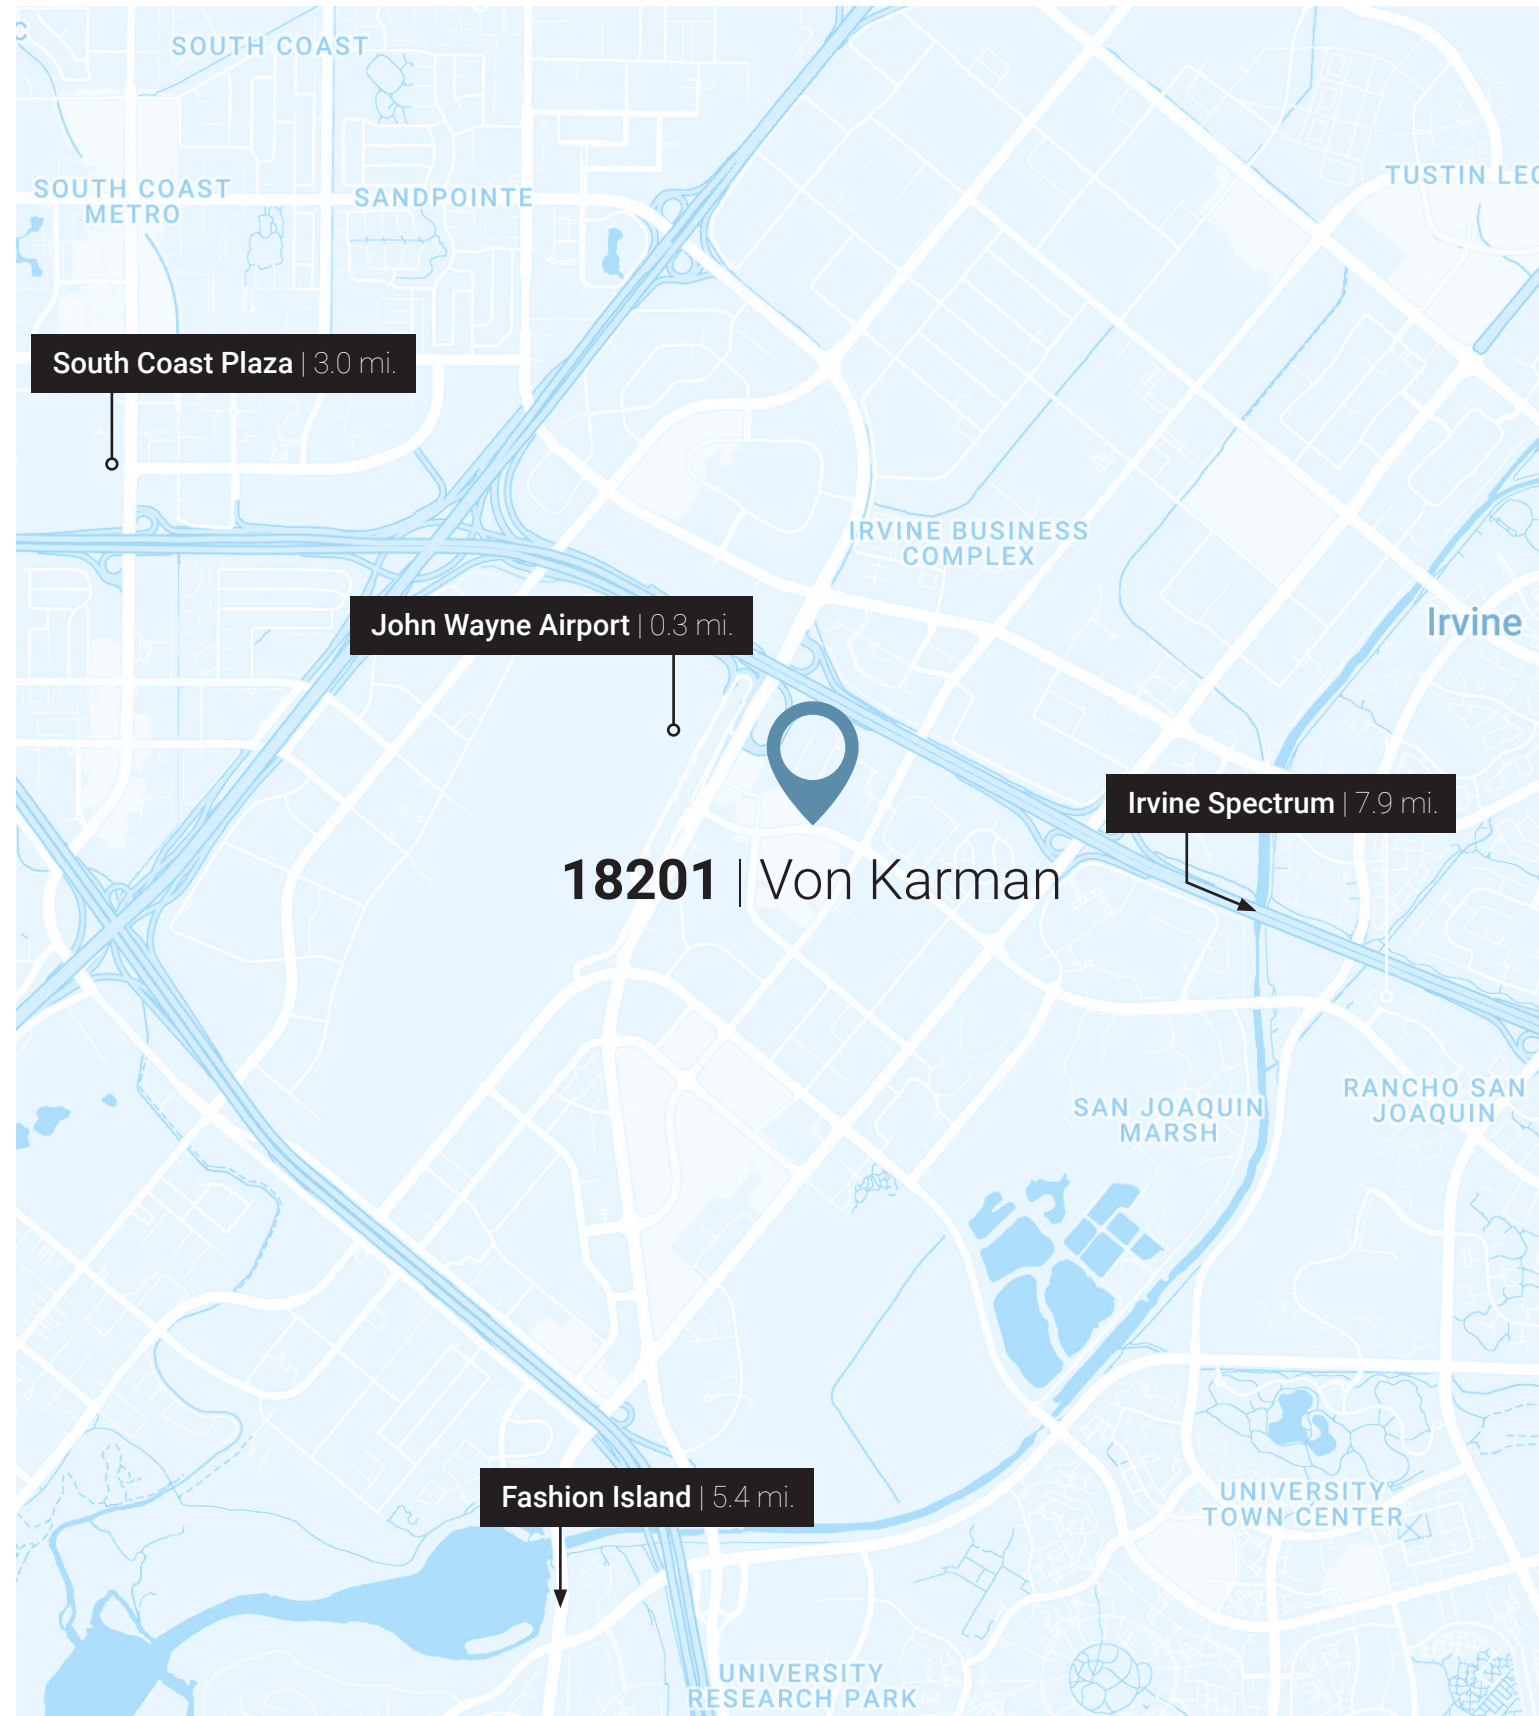 C
SOUTH COAST
SOUTH COAST
METRO
SANDPOINTE
TUSTIN LEG
South Coast Plaza | 3.0 mi.
IRVINE BUSINESS
COMPLEX
John Wayne Airport | 0.3 mi.
Irvine
Irvine Spectrum | 7.9 mi.
18201 | Von Karman
SAN JOAQUIN
MARSH
RANCHO SAN
JOAQUIN
Fashion Island | 5.4 mi.
UNIVERSITY
TOWN CENTER
UNIVERSITY
RESEARCH PARK